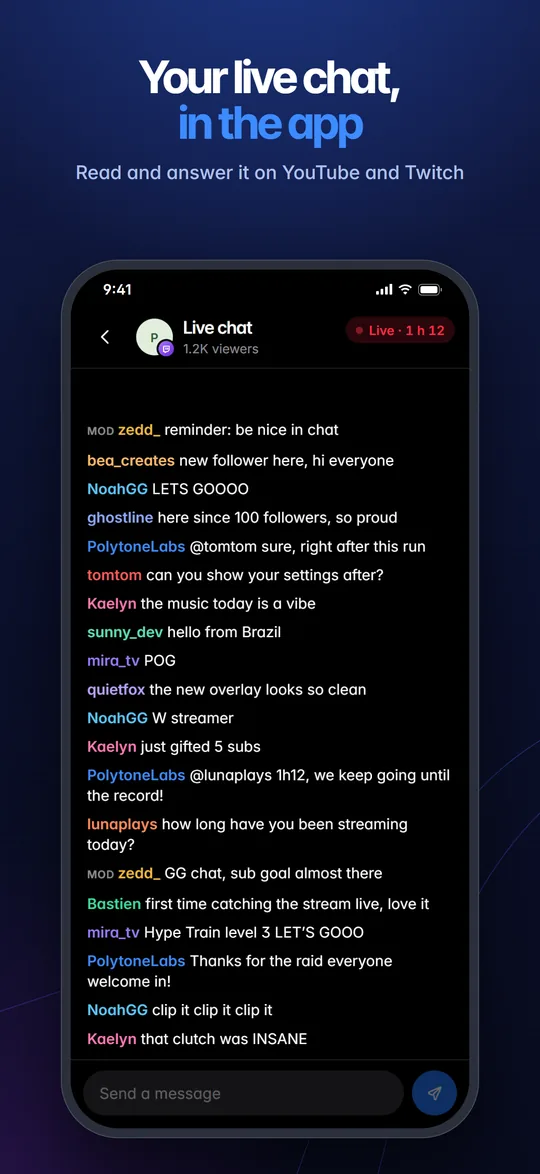 Your live chat,
in the app
Read and answer it on YouTube and Twitch
9:41
Live chat
1.2K viewers
Live · 1 h 12
P
MOD zedd_ reminder: be nice in chat
bea_creates new follower here, hi everyone
NoahGG LETS GOOOO
ghostline here since 100 followers, so proud
PolytoneLabs @tomtom sure, right after this run
tomtom can you show your settings after?
Kaelyn the music today is a vibe
sunny_dev hello from Brazil
mira_tv POG
quietfox the new overlay looks so clean
NoahGG W streamer
Kaelyn just gifted 5 subs
PolytoneLabs @lunaplays 1h12, we keep going until
the record!
lunaplays how long have you been streaming
today?
MOD zedd_ GG chat, sub goal almost there
Bastien first time catching the stream live, love it
mira_tv Hype Train level 3 LET’S GOOO
PolytoneLabs Thanks for the raid everyone
welcome in!
NoahGG clip it clip it clip it
Kaelyn that clutch was INSANE
Send a message